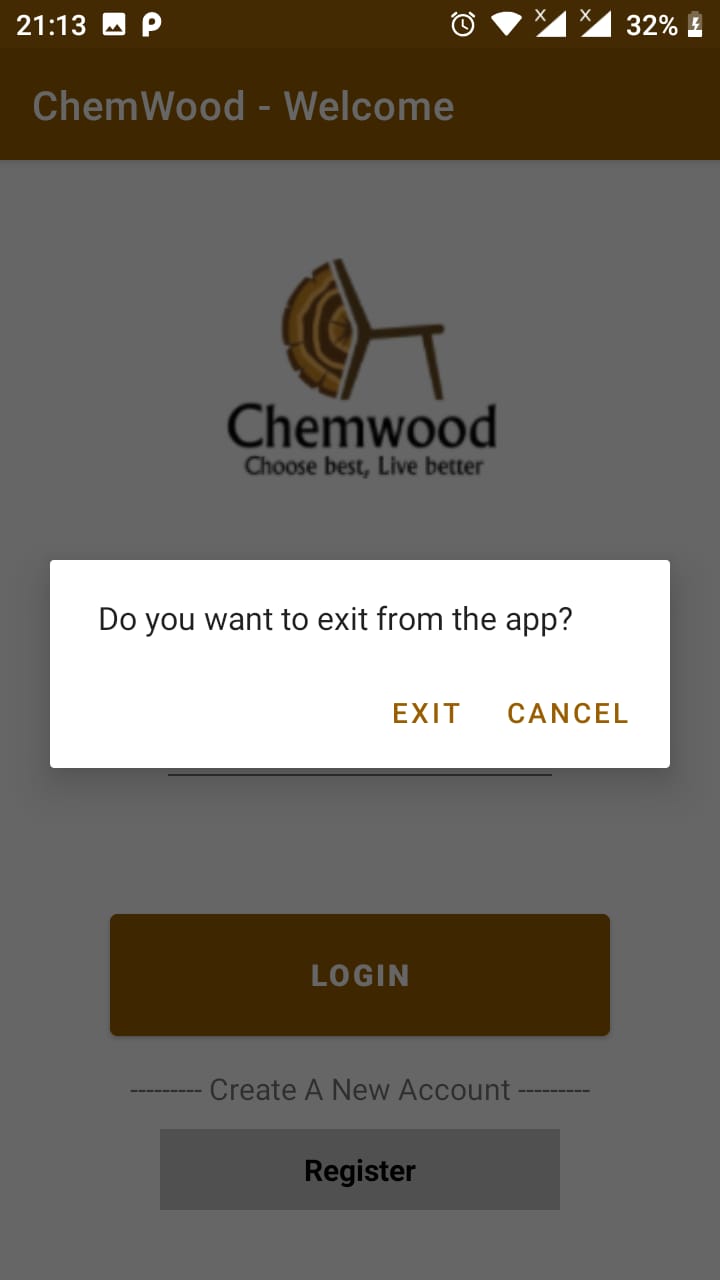 21:13 32%
ChemWood - Welcome
Chemwood
Choose best, Live better
Do you want to exit from the app?
EXIT CANCEL
LOGIN
--------- Create A New Account ---------
Register